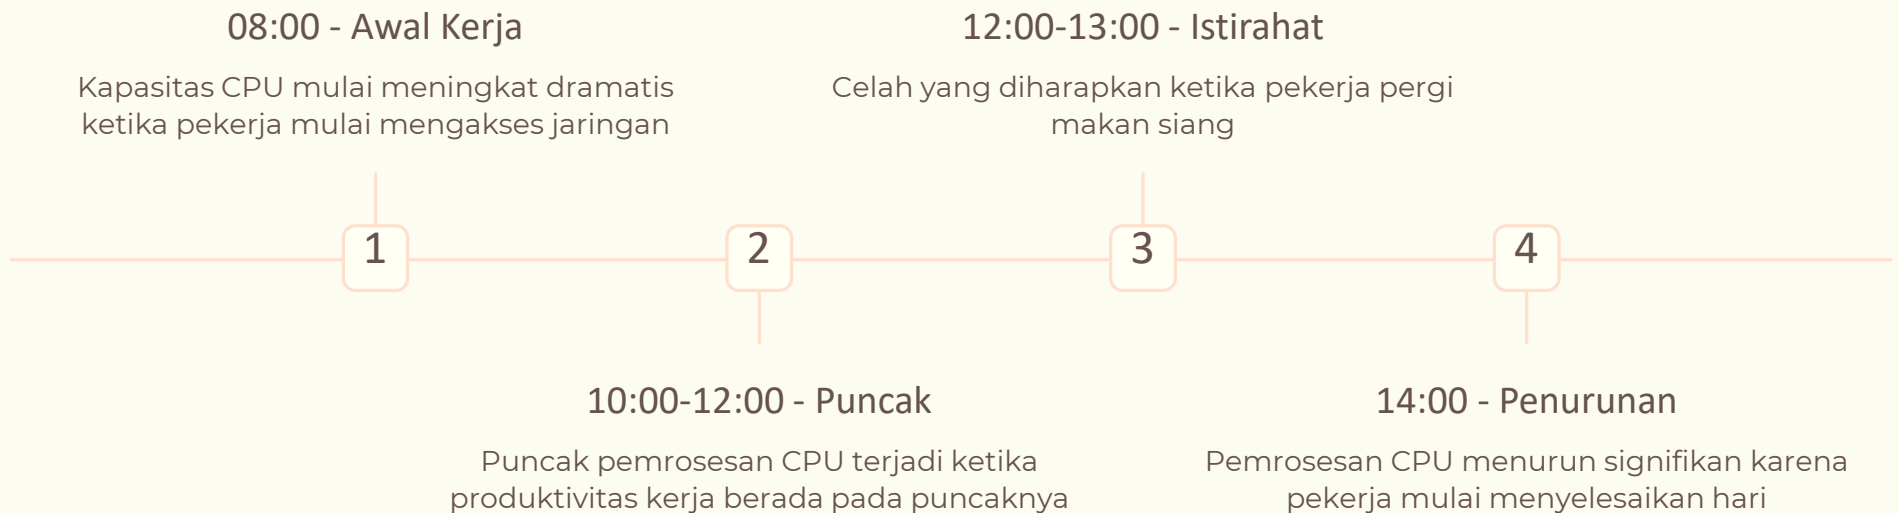 08:00 - Awal Kerja
Kapasitas CPU mulai meningkat dramatis
ketika pekerja mulai mengakses jaringan
12:00-13:00 - Istirahat
Celah yang diharapkan ketika pekerja pergi
makan siang
1
2
3
4
10:00-12:00 - Puncak
Puncak pemrosesan CPU terjadi ketika
produktivitas kerja berada pada puncaknya
14:00 - Penurunan
Pemrosesan CPU menurun signifikan karena
pekerja mulai menyelesaikan hari